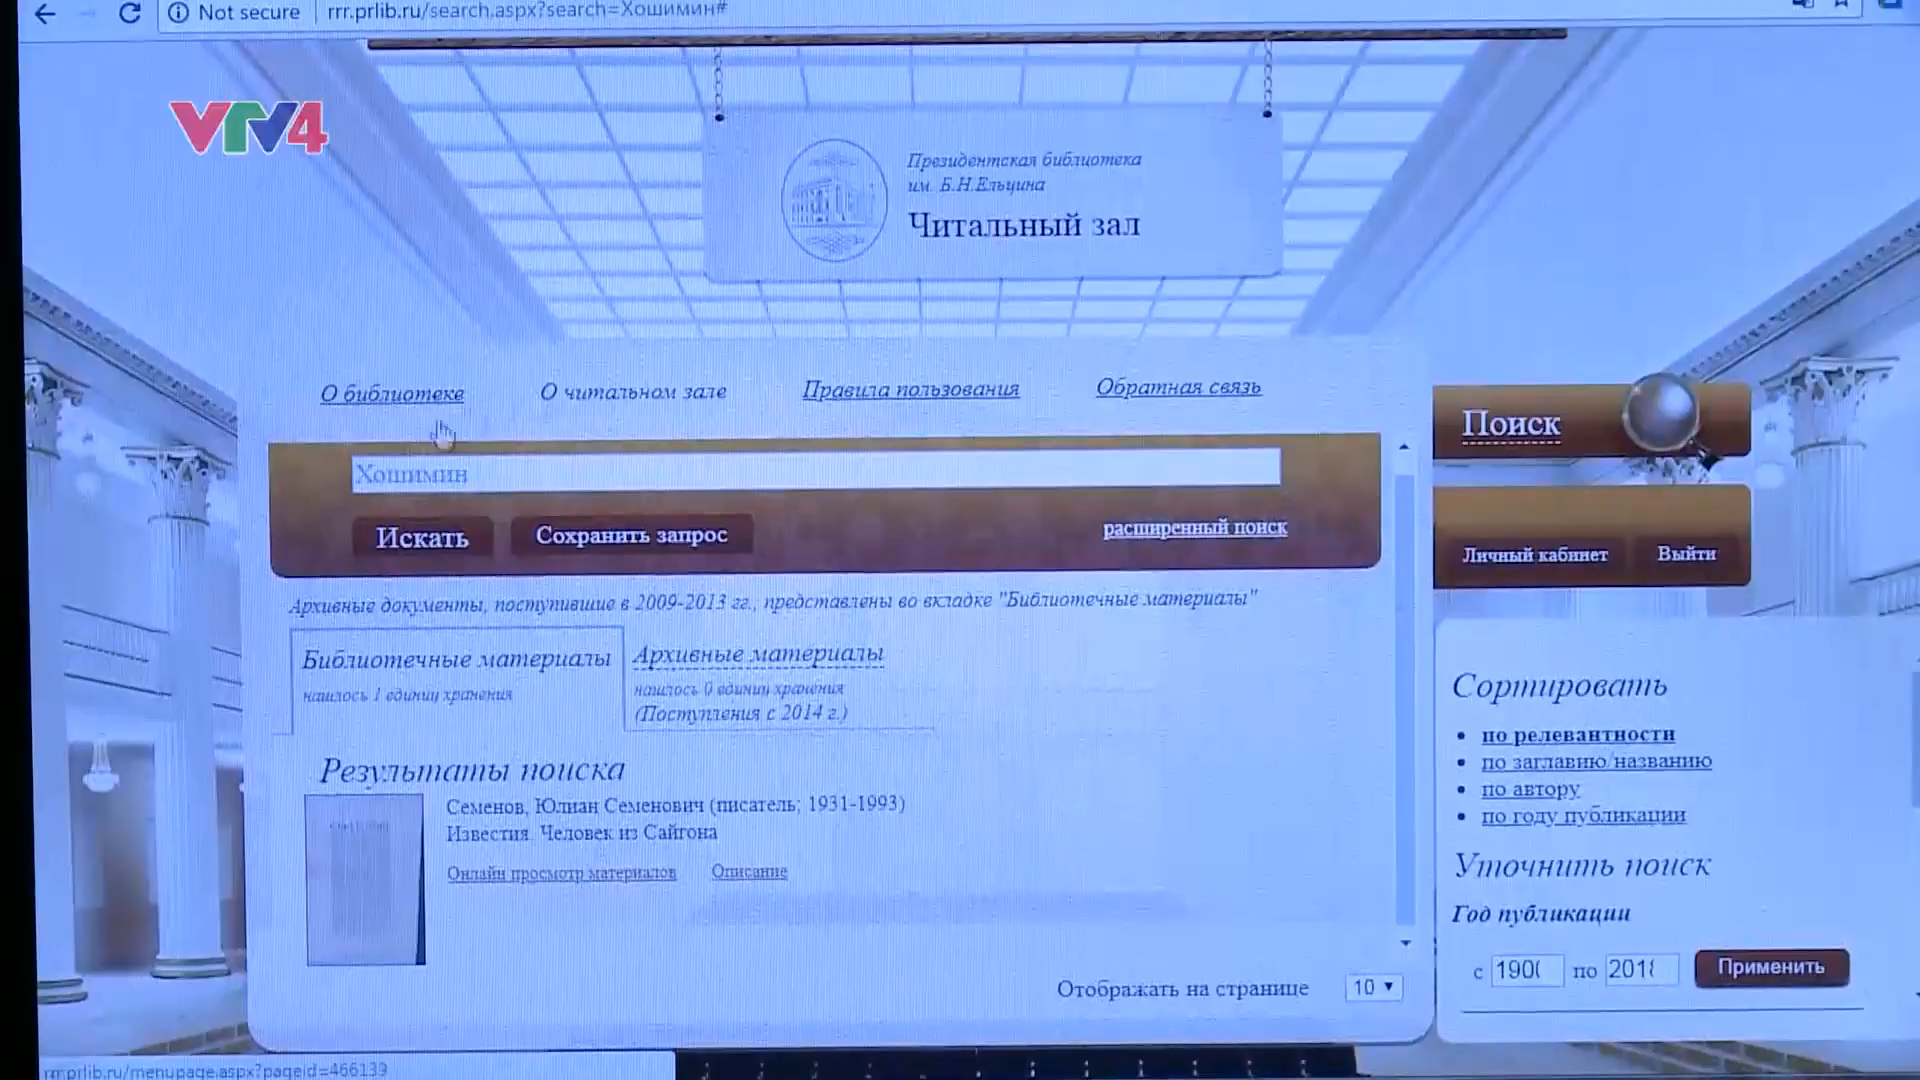 Not secure
rrr.prlib.ru/search.aspx?search=Хошимин#
VTV4
Президентская библиотека
им. Б.Н.Ельцина
Читальный зал
О библиотеке
О читальном зале
Правила пользования
Обратная связь
Поиск
Хошимин
Искать
Сохранить запрос
расширенный поиск
Личный кабинет
Выйти
Архивные документы, поступившие в 2009-2013 гг., представлены во вкладке "Библиотечные материалы"
Библиотечные материалы
нашлось 1 единиц хранения
Архивные материалы
нашлось 0 единиц хранения
(Поступления с 2014 г.)
Результаты поиска
Семенов, Юлиан Семенович (писатель; 1931-1993)
Известия. Человек из Сайгона
Онлайн просмотр материалов
Описание
Отображать на странице
10
Сортировать
по релевантности
по заглавию/названию
по автору
по году публикации
Уточнить поиск
Год публикации
с 1900 по 2018
Применить
rrr.prlib.ru/menupage.aspx?pageid=466139